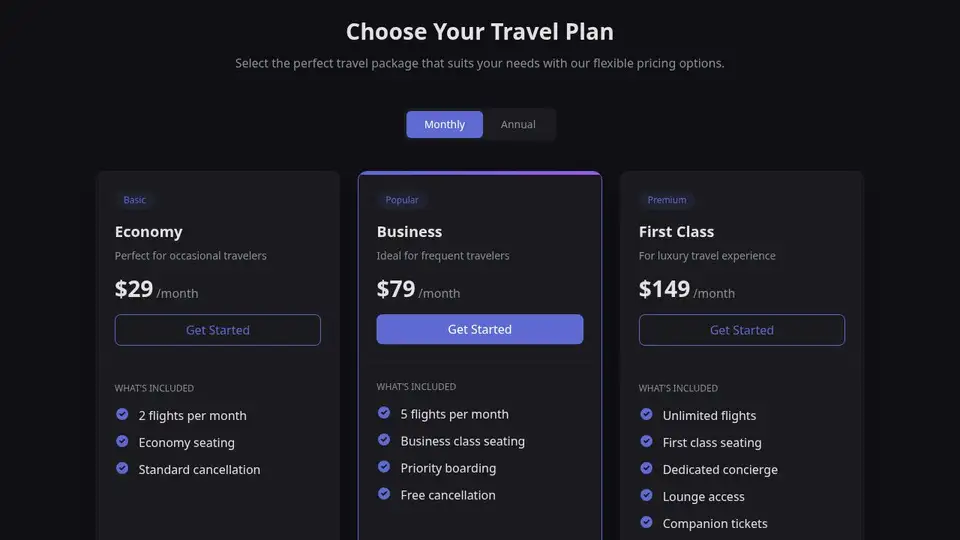 Choose Your Travel Plan
Select the perfect travel package that suits your needs with our flexible pricing options.
Monthly
Annual
Basic
Economy
Perfect for occasional travelers
$29 /month
Get Started
WHAT'S INCLUDED
2 flights per month
Economy seating
Standard cancellation
Popular
Business
Ideal for frequent travelers
$79 /month
Get Started
WHAT'S INCLUDED
5 flights per month
Business class seating
Priority boarding
Free cancellation
Premium
First Class
For luxury travel experience
$149 /month
Get Started
WHAT'S INCLUDED
Unlimited flights
First class seating
Dedicated concierge
Lounge access
Companion tickets